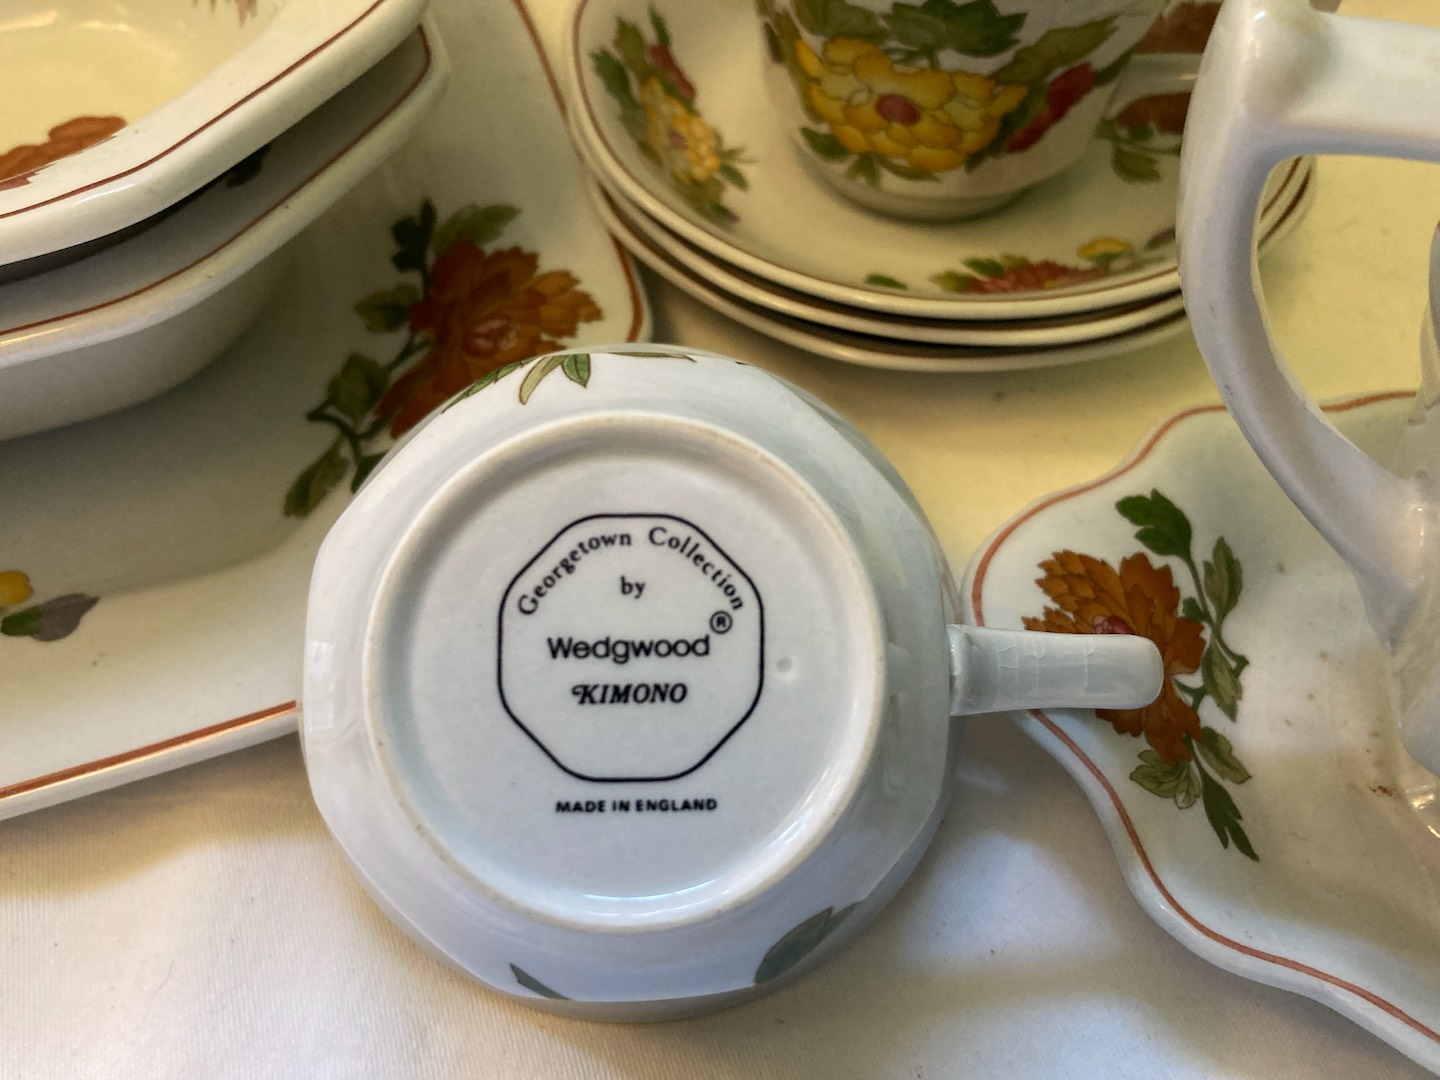 Georgetown Collection
by
Wedgwood®
KIMONO
MADE IN ENGLAND